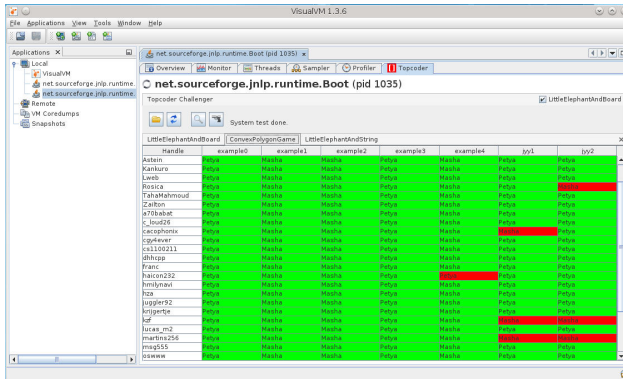 VisualVM 1.3.6
File Applications View Tools Window Help
Applications
Local
VisualVM
net.sourceforge.jnlp.runtime.
net.sourceforge.jnlp.runtime.
Remote
VM Coredumps
Snapshots
net.sourceforge.jnlp.runtime.Boot (pid 1035)
Overview Monitor Threads Sampler Profiler Topcoder
net.sourceforge.jnlp.runtime.Boot (pid 1035)
Topcoder Challenger LittleElephantAndBoard
System test done.
LittleElephantAndBoard ConvexPolygonGame LittleElephantAndString
Handle example0 example1 example2 example3 example4 jyy1 jyy2
Astein Petya Masha Masha Petya Masha Petya Petya
Kankuro Petya Masha Masha Petya Masha Petya Petya
Lweb Petya Masha Masha Petya Masha Petya Petya
Rosica Petya Masha Masha Petya Masha Petya Masha
TahaMahmoud Petya Masha Masha Petya Masha Petya Petya
Zailton Petya Masha Masha Petya Masha Petya Petya
a70babat Petya Masha Masha Petya Masha Petya Petya
c_loud26 Petya Masha Masha Petya Masha Petya Petya
cacophonix Petya Masha Masha Petya Masha Masha Petya
cgy4ever Petya Masha Masha Petya Masha Petya Petya
cs1100211 Petya Masha Masha Petya Masha Petya Petya
dhhcpp Petya Masha Masha Petya Masha Petya Petya
franc Petya Masha Masha Petya Masha Petya Petya
haicon232 Petya Masha Masha Petya Petya Petya Petya
hmilynavi Petya Masha Masha Petya Masha Petya Petya
hza Petya Masha Masha Petya Masha Petya Petya
juggler92 Petya Masha Masha Petya Masha Petya Petya
krijgertje Petya Masha Masha Petya Masha Petya Petya
Petya Masha Masha Petya Masha Masha Masha
lucas_m2 Petya Masha Masha Petya Masha Petya Petya
martins256 Petya Masha Masha Petya Masha Masha Masha
msg555 Petya Masha Masha Petya Masha Petya Petya
oswww Petya Masha Masha Petya Masha Petya Petya